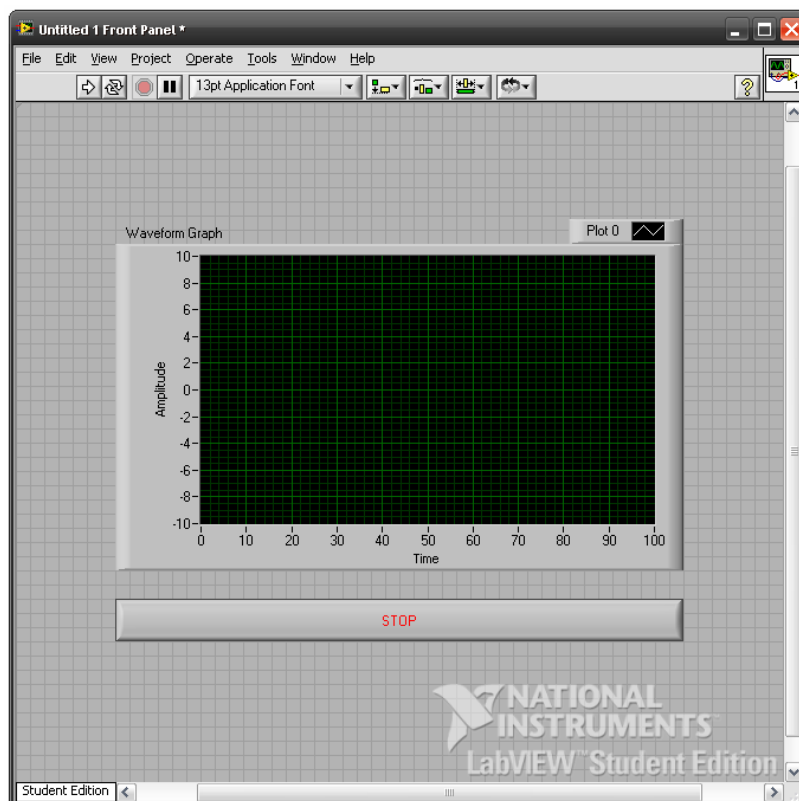 Untitled 1 Front Panel *
File Edit View Project Operate Tools Window Help
13pt Application Font
?
1
Waveform Graph
Plot 0
10
8
6
4
2
0
-2
-4
-6
-8
-10
Amplitude
0 10 20 30 40 50 60 70 80 90 100
Time
STOP
NATIONAL
INSTRUMENTS
LabVIEW™ Student Edition
Student Edition